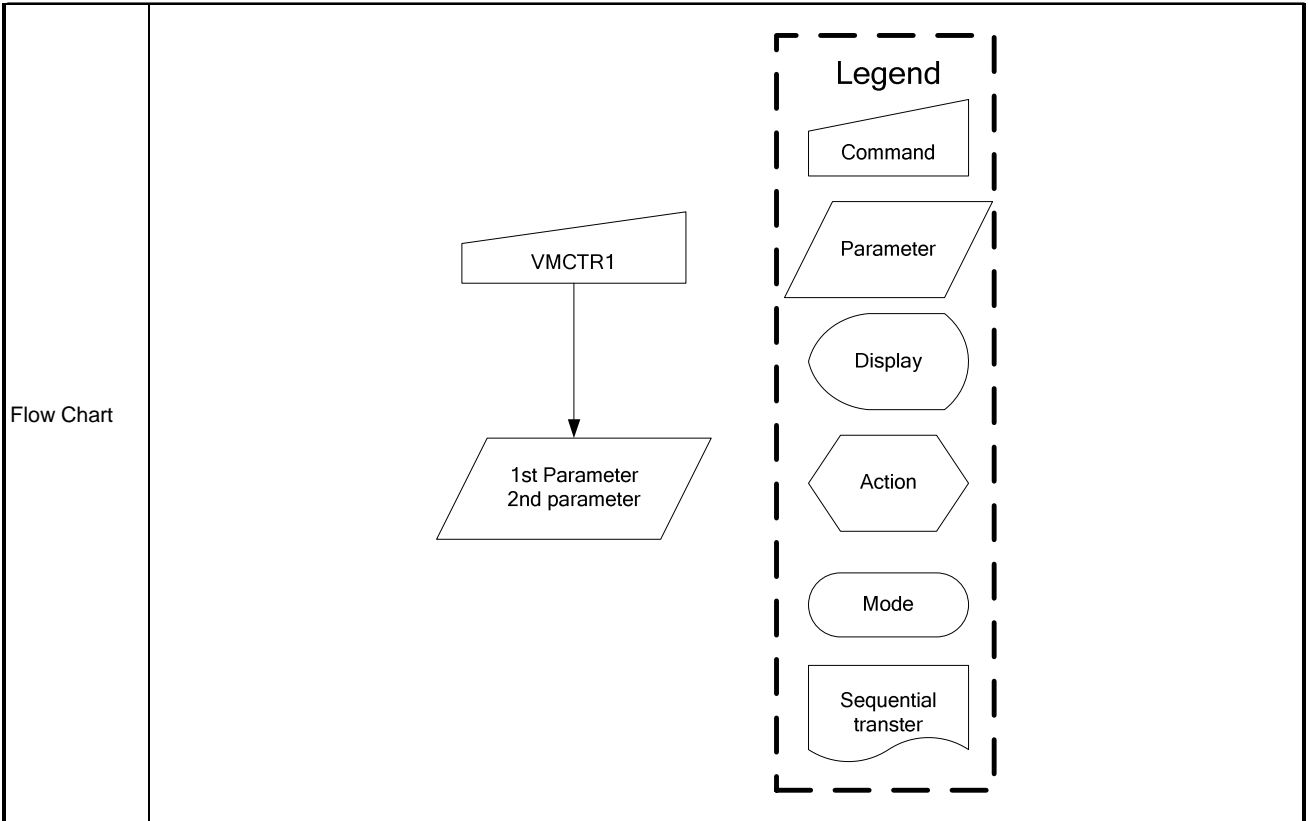 Flow Chart
VMCTR1
1st Parameter
2nd parameter
Legend
Command
Parameter
Display
Action
Mode
Sequential
transter